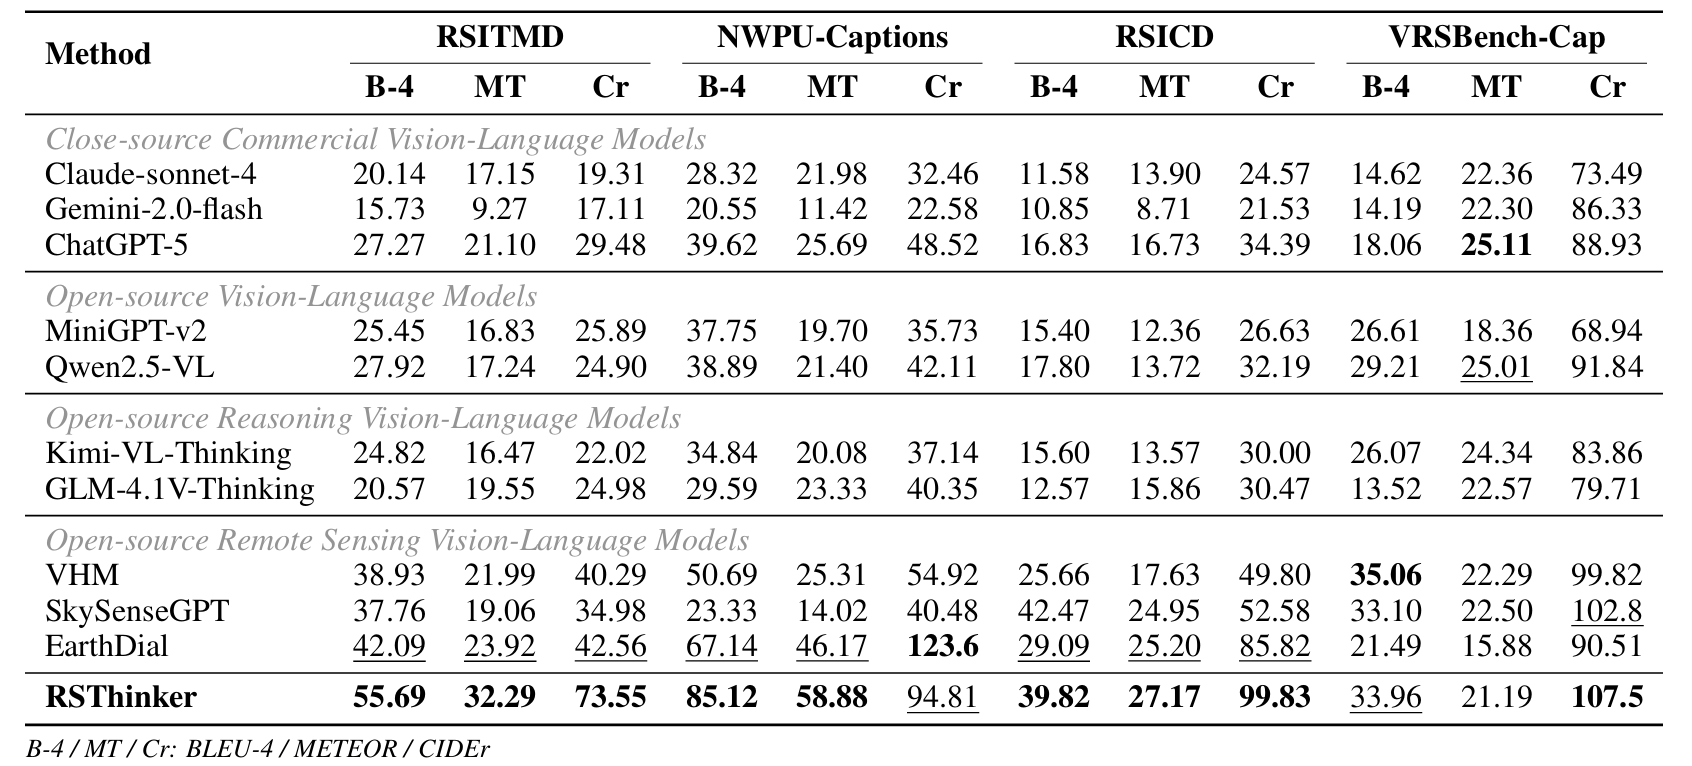 Method RSITMD NWPU-Captions RSICD VRSBench-Cap
B-4 MT Cr B-4 MT Cr B-4 MT Cr B-4 MT Cr
Close-source Commercial Vision-Language Models
Claude-sonnet-4 20.14 17.15 19.31 28.32 21.98 32.46 11.58 13.90 24.57 14.62 22.36 73.49
Gemini-2.0-flash 15.73 9.27 17.11 20.55 11.42 22.58 10.85 8.71 21.53 14.19 22.30 86.33
ChatGPT-5 27.27 21.10 29.48 39.62 25.69 48.52 16.83 16.73 34.39 18.06 25.11 88.93
Open-source Vision-Language Models
MiniGPT-v2 25.45 16.83 25.89 37.75 19.70 35.73 15.40 12.36 26.63 26.61 18.36 68.94
Qwen2.5-VL 27.92 17.24 24.90 38.89 21.40 42.11 17.80 13.72 32.19 29.21 25.01 91.84
Open-source Reasoning Vision-Language Models
Kimi-VL-Thinking 24.82 16.47 22.02 34.84 20.08 37.14 15.60 13.57 30.00 26.07 24.34 83.86
GLM-4.1V-Thinking 20.57 19.55 24.98 29.59 23.33 40.35 12.57 15.86 30.47 13.52 22.57 79.71
Open-source Remote Sensing Vision-Language Models
VHM 38.93 21.99 40.29 50.69 25.31 54.92 25.66 17.63 49.80 35.06 22.29 99.82
SkySenseGPT 37.76 19.06 34.98 23.33 14.02 40.48 42.47 24.95 52.58 33.10 22.50 102.8
EarthDial 42.09 23.92 42.56 67.14 46.17 123.6 29.09 25.20 85.82 21.49 15.88 90.51
RSThinker 55.69 32.29 73.55 85.12 58.88 94.81 39.82 27.17 99.83 33.96 21.19 107.5
B-4 / MT / Cr: BLEU-4 / METEOR / CIDEr